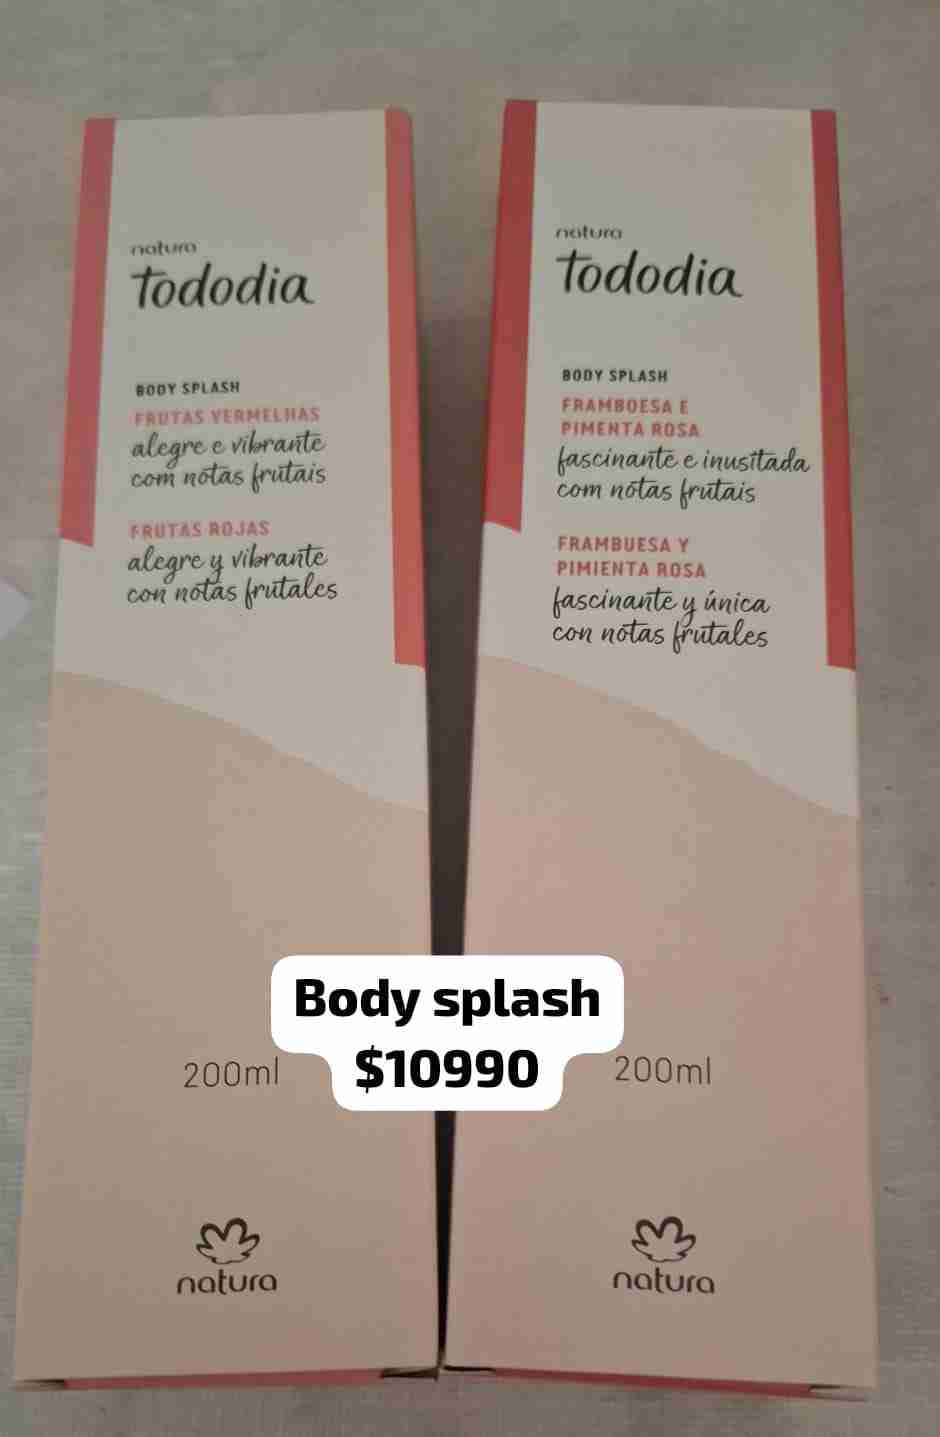 natura
tododia
BODY SPLASH
FRUTAS VERMELHAS
alegre e vibrante
com notas frutais
FRUTAS ROJAS
alegre y vibrante
con notas frutales
200ml
natura
natura
tododia
BODY SPLASH
FRAMBOESA E
PIMENTA ROSA
fascinante e inusitada
com notas frutais
FRAMBUESA Y
PIMIENTA ROSA
fascinante y única
con notas frutales
200ml
natura
Body splash
$10990